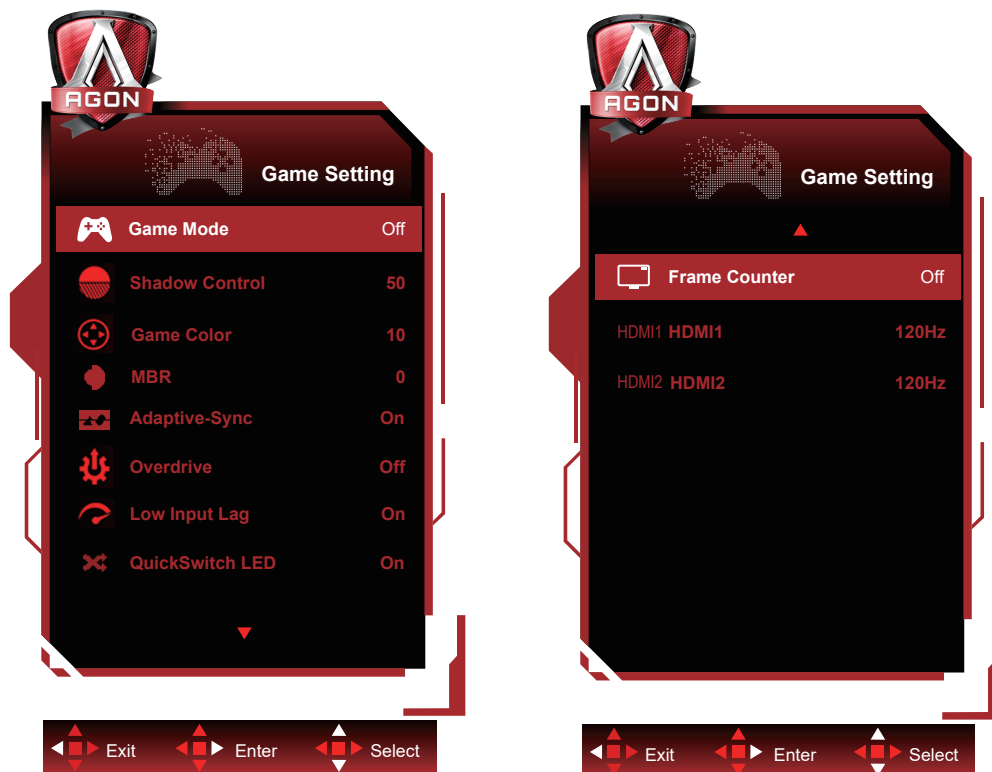 AGON
Game Setting
Game Mode Off
Shadow Control 50
Game Color 10
MBR 0
Adaptive-Sync On
Overdrive Off
Low Input Lag On
QuickSwitch LED On
Exit Enter Select
AGON
Game Setting
Frame Counter Off
HDMI1 HDMI1 120Hz
HDMI2 HDMI2 120Hz
Exit Enter Select